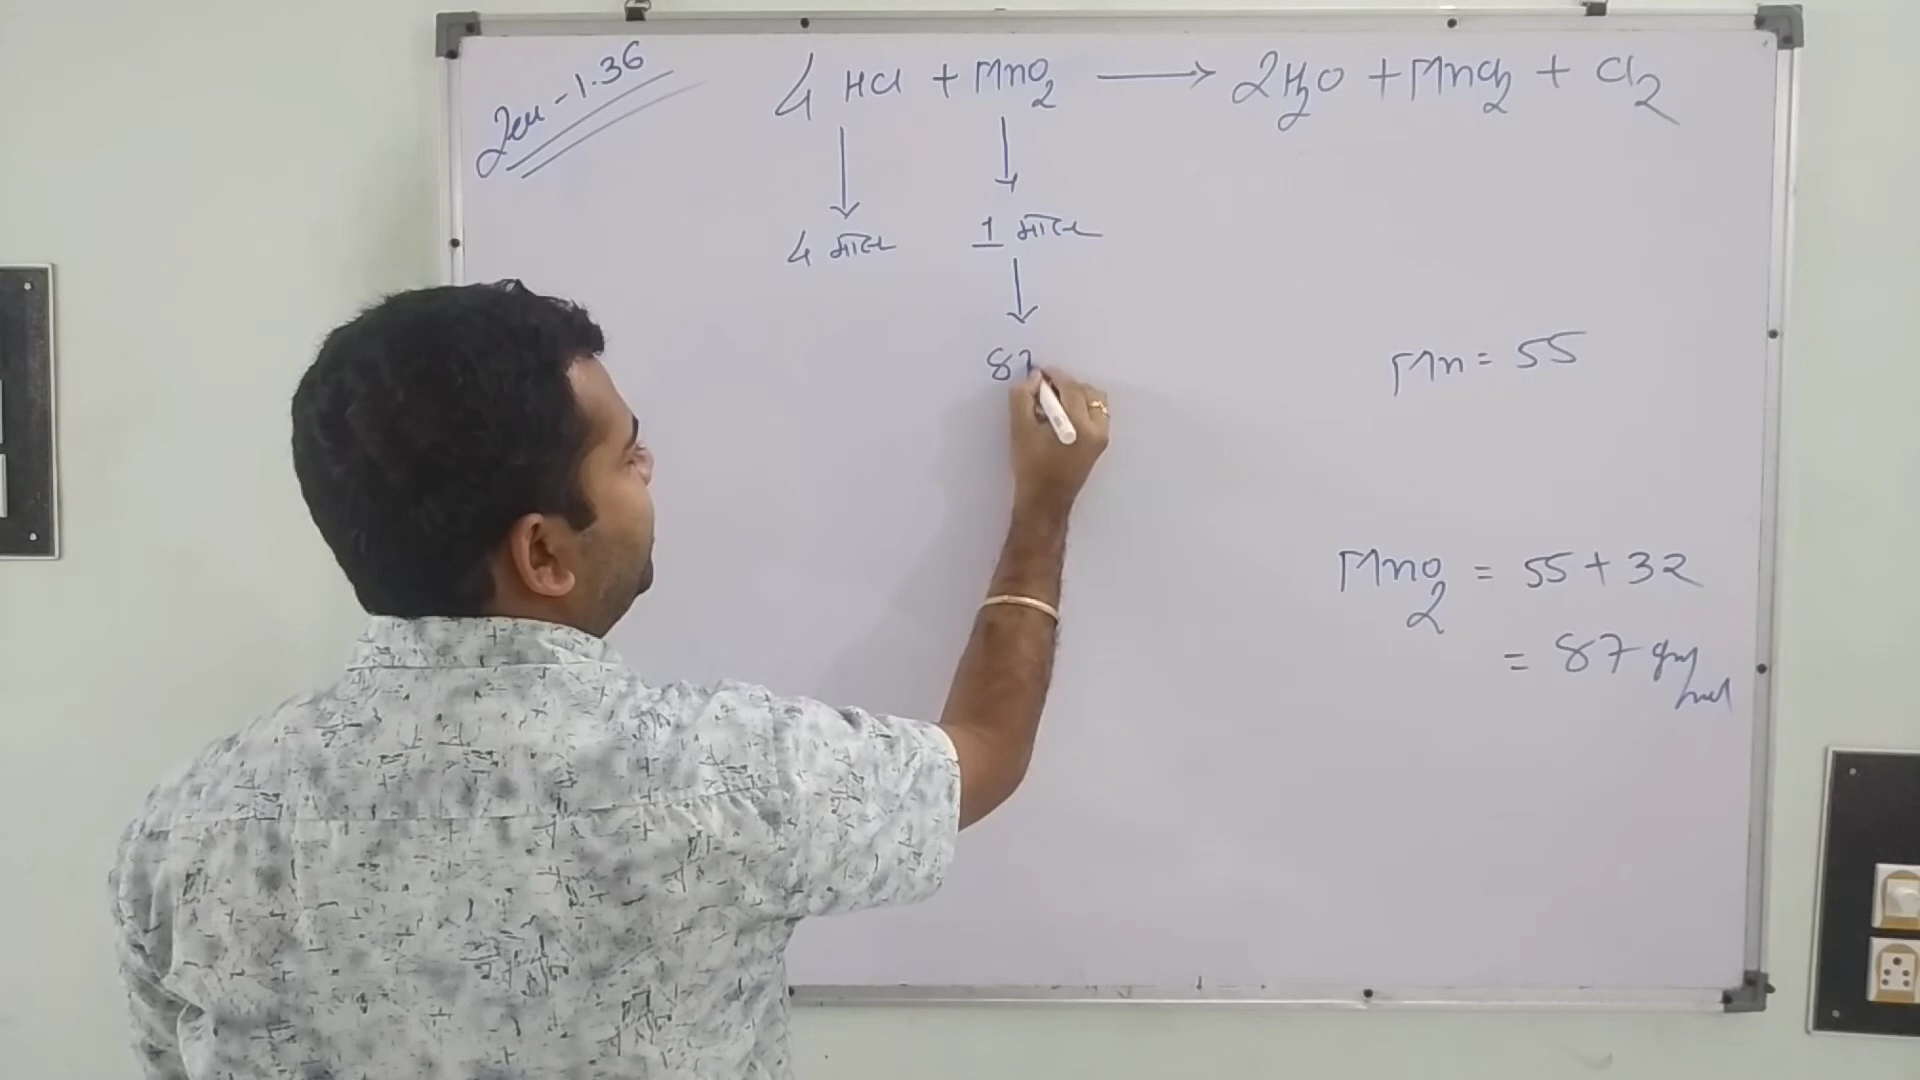 1.36
4 HCl + MnO2 ⟶ 2H2O + MnCl2 + Cl2
4 मोल 1 मोल
87
Mn = 55
MnO2 = 55 + 32
= 87 gm/mol